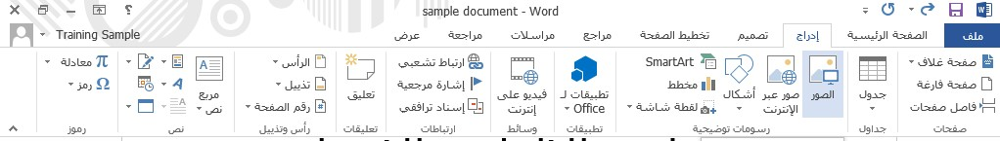 sample document - Word
Training Sample
ملف
الصفحة الرئيسية
إدراج
تصميم
تخطيط الصفحة
مراجع
مراسلات
مراجعة
عرض
صفحة غلاف
صفحة فارغة
فاصل صفحات
صفحات
جدول
جداول
الصور
صور عبر
الإنترنت
أشكال
SmartArt
مخطط
لقطة شاشة
رسومات توضيحية
تطبيقات لـ
Office
تطبيقات
فيديو على
إنترنت
وسائط
ارتباط تشعبي
إشارة مرجعية
إسناد ترافقي
ارتباطات
تعليق
تعليقات
الرأس
تذييل
رقم الصفحة
رأس وتذييل
مربع
نص
A
نص
π معادلة
Ω رمز
رموز